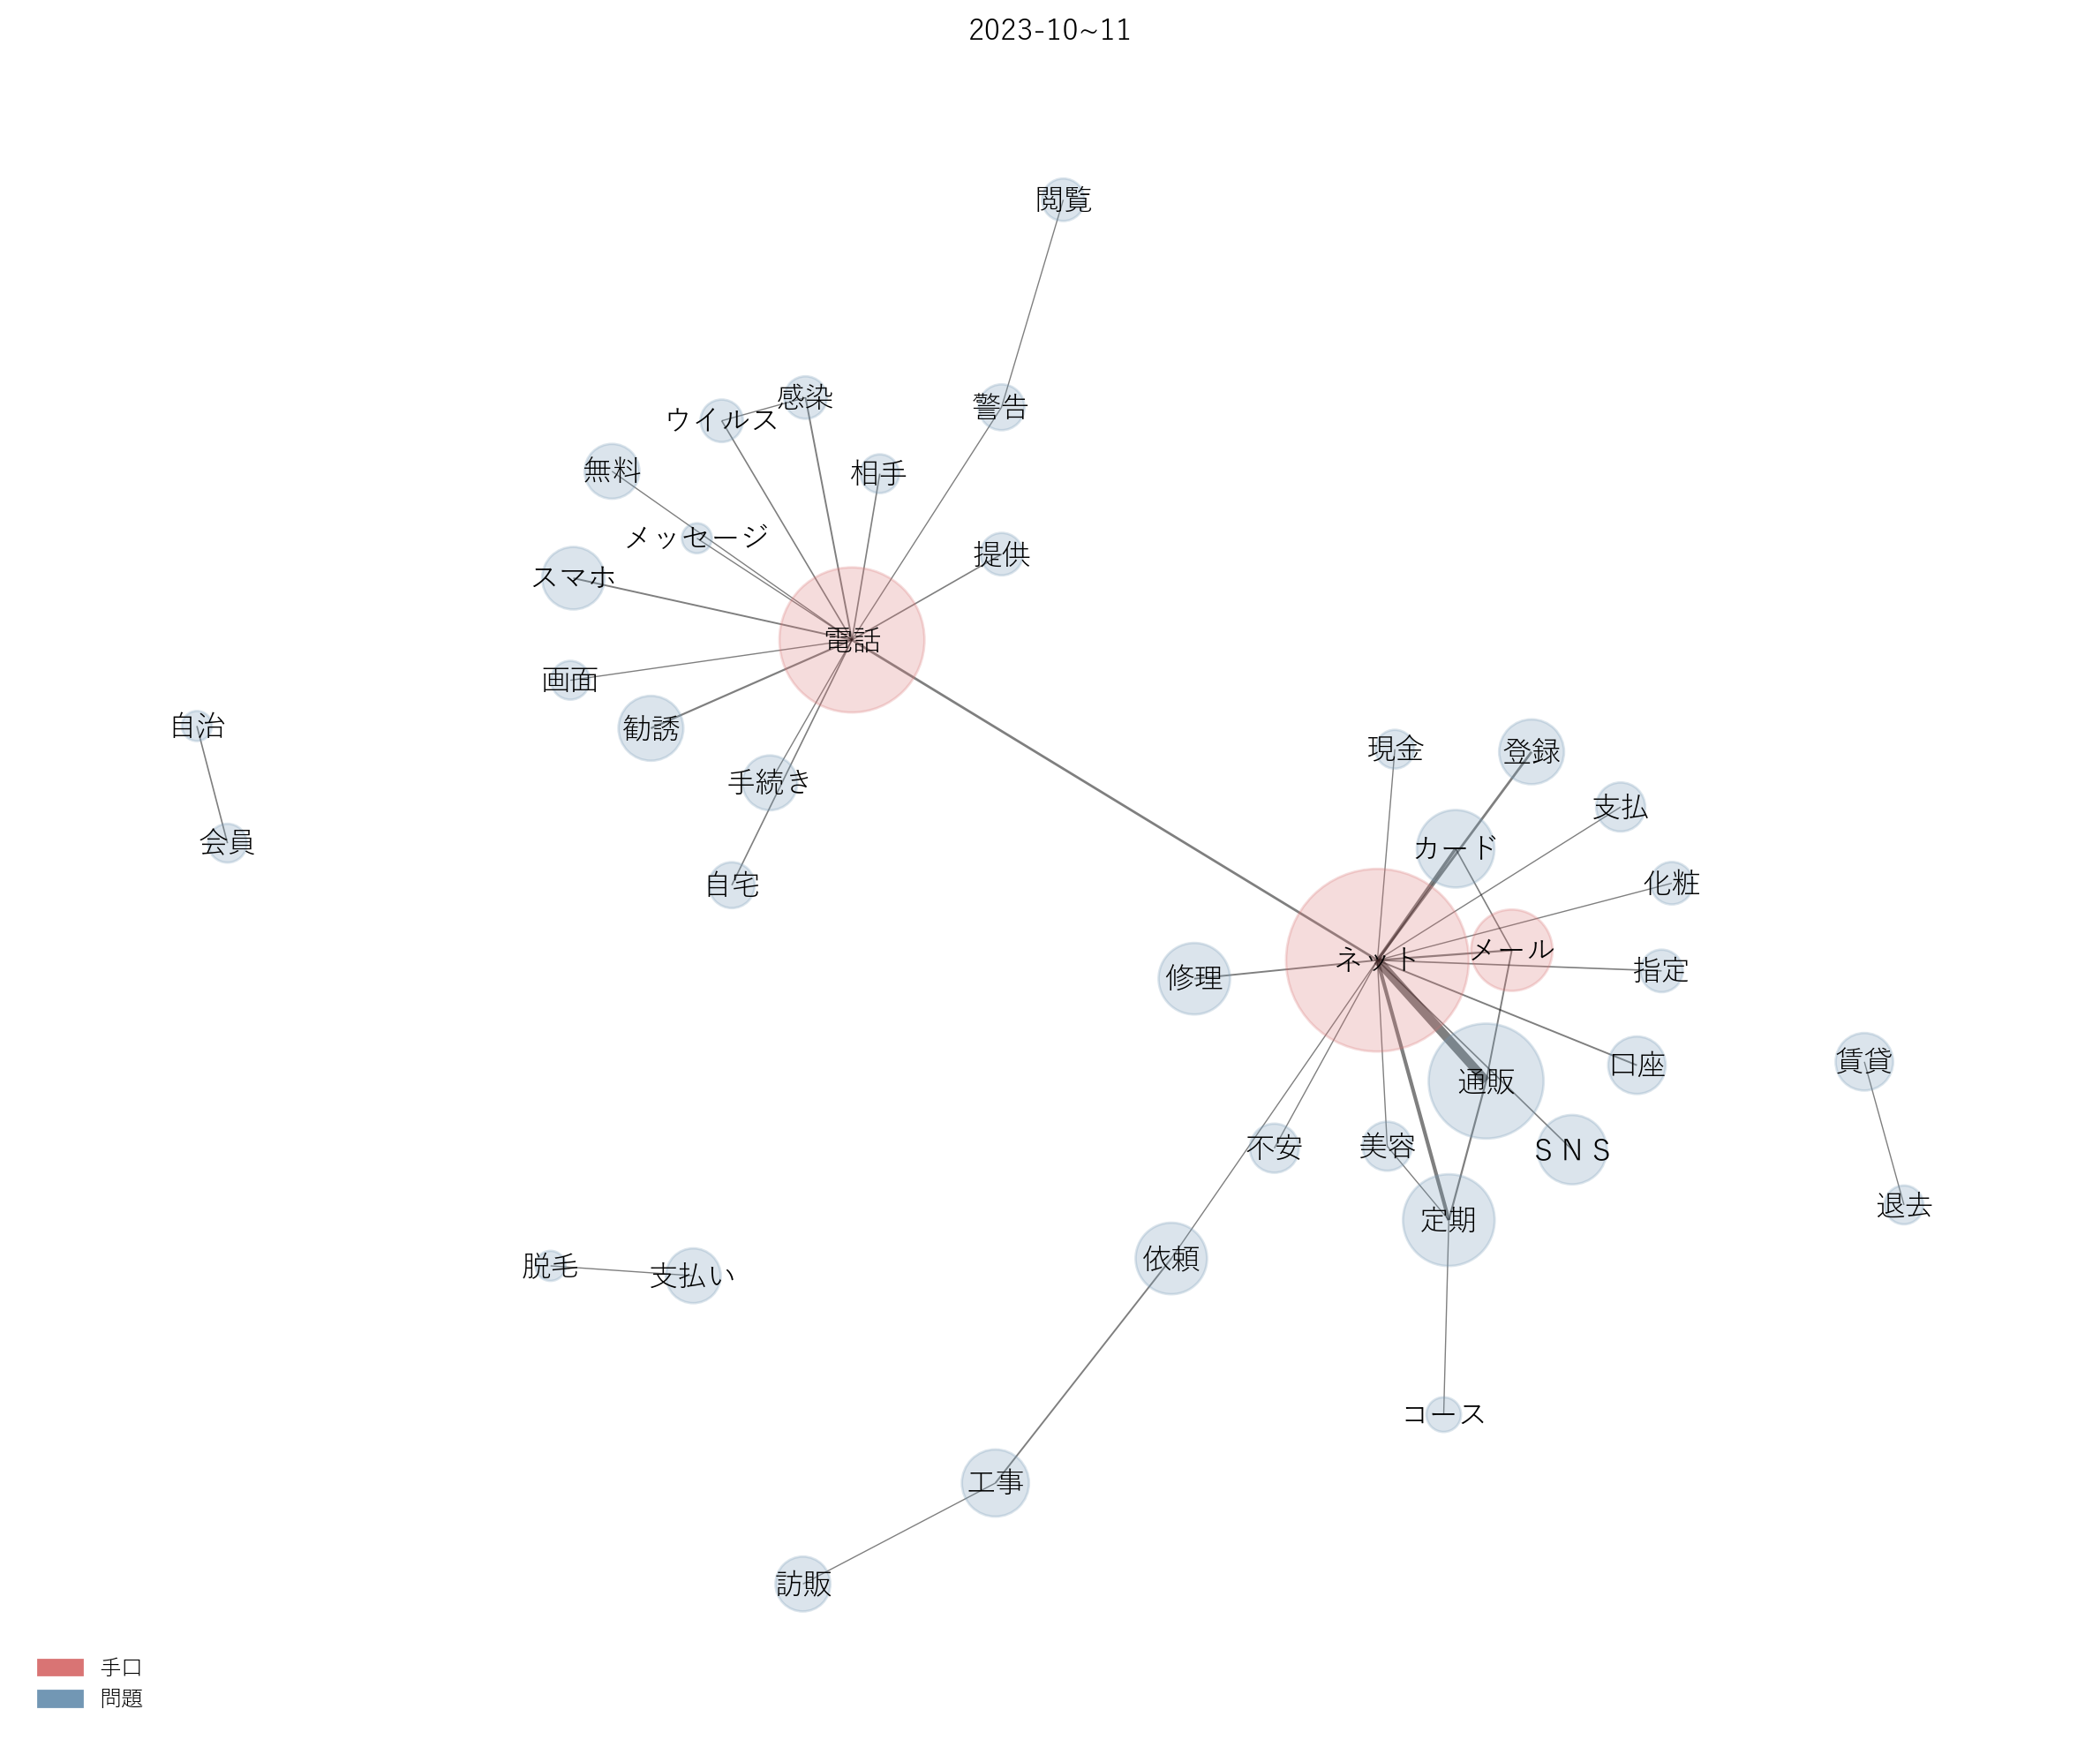 2023-10~11
閲覧
感染
警告
ウイルス
無料
相手
メッセージ
提供
スマホ
電話
画面
勧誘
自治
現金
登録
手続き
支払
会員
カード
化粧
自宅
メール
ネット
指定
修理
賃貸
口座
通販
不安
美容
SNS
退去
定期
依頼
脱毛
支払い
コース
工事
訪販
手口
問題